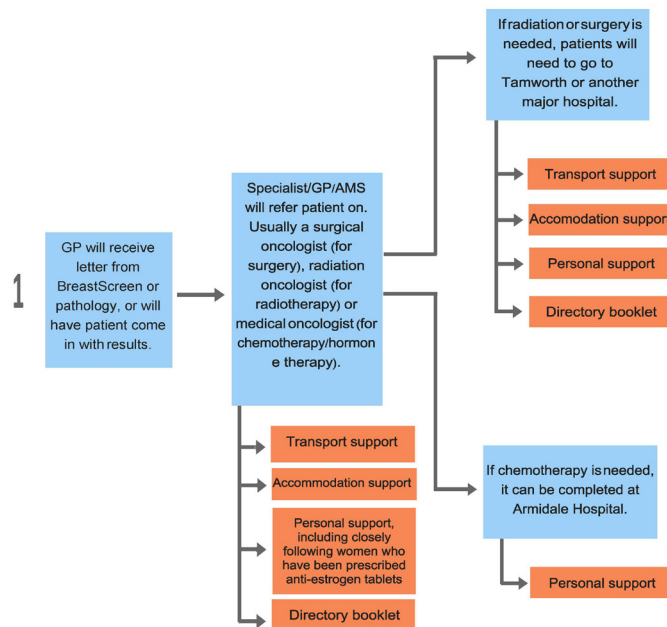 1
GP will receive
letter from
BreastScreen or
pathology, or will
have patient come
in with results.
Specialist/GP/AMS
will refer patient on.
Usually a surgical
oncologist (for
surgery), radiation
oncologist (for
radiotherapy) or
medical oncologist (for
chemotherapy/hormon
e therapy).
Transport support
Accommodation support
Personal support,
including closely
following women who
have been prescribed
anti-estrogen tablets
Directory booklet
If radiation or surgery is
needed, patients will
need to go to
Tamworth or another
major hospital.
Transport support
Accomodation support
Personal support
Directory booklet
If chemotherapy is needed,
it can be completed at
Armidale Hospital.
Personal support